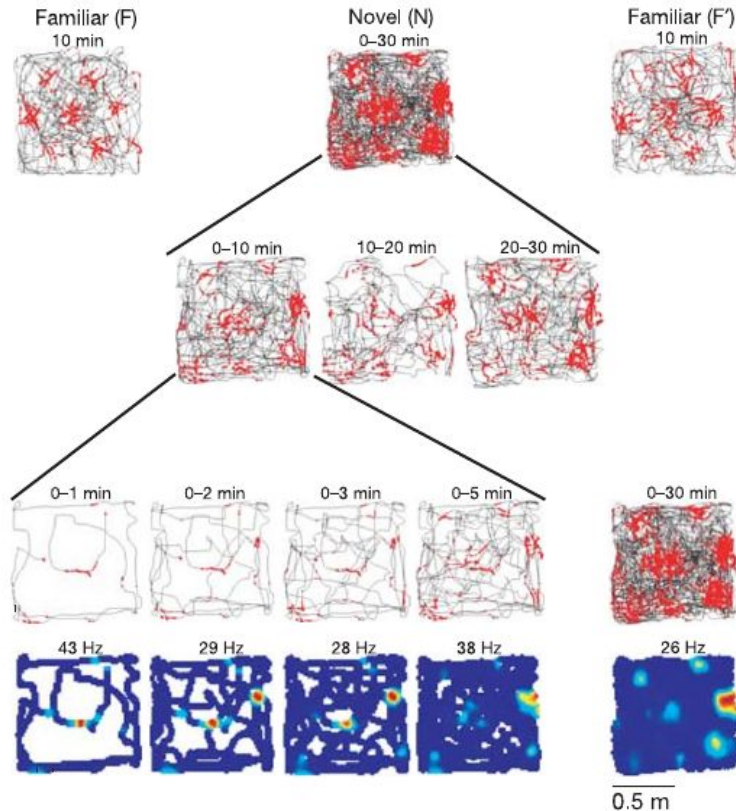 Familiar (F)
10 min
Novel (N)
0–30 min
Familiar (F′)
10 min
0–10 min
10–20 min
20–30 min
0–1 min
0–2 min
0–3 min
0–5 min
0–30 min
43 Hz
29 Hz
28 Hz
38 Hz
26 Hz
0.5 m